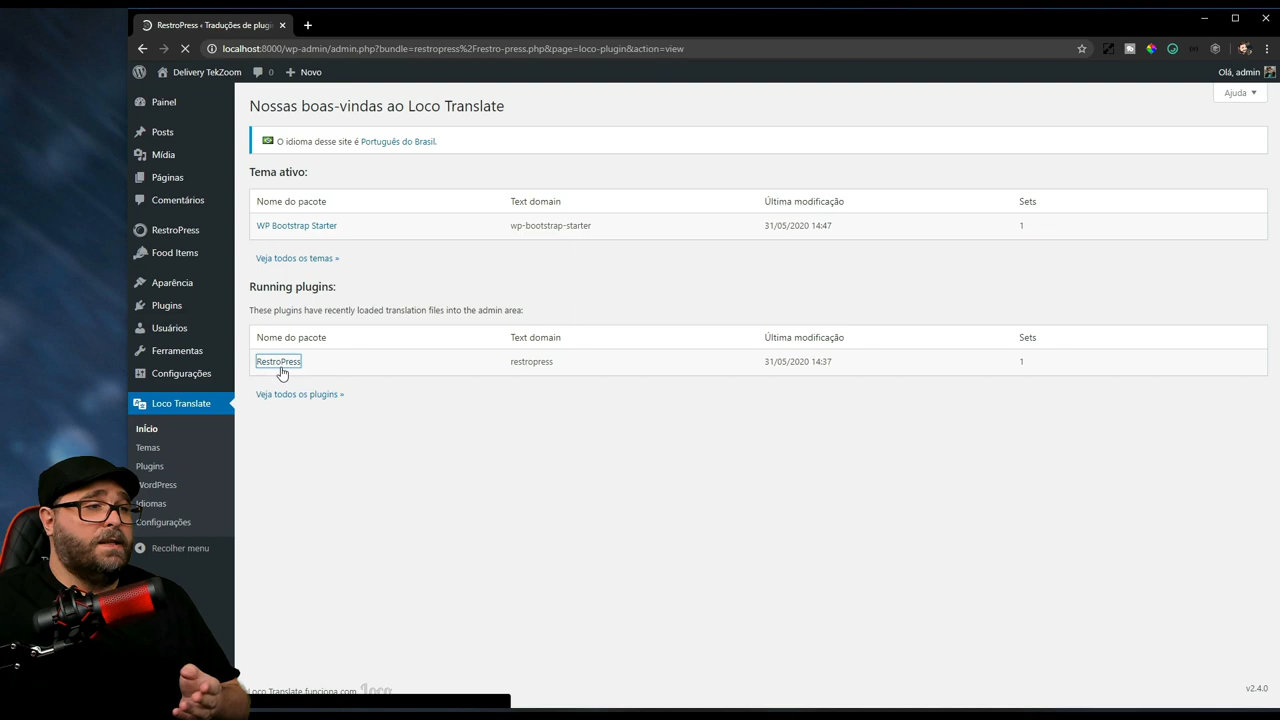 RestroPress ‹ Traduções de plugi
localhost:8000/wp-admin/admin.php?bundle=restropress%2Frestro-press.php&page=loco-plugin&action=view
Delivery TekZoom
0
Novo
Olá, admin
Ajuda
Painel
Posts
Mídia
Páginas
Comentários
RestroPress
Food Items
Aparência
Plugins
Usuários
Ferramentas
Configurações
Loco Translate
Início
Temas
Plugins
WordPress
Idiomas
Configurações
Recolher menu
Nossas boas-vindas ao Loco Translate
O idioma desse site é Português do Brasil.
Tema ativo:
Nome do pacote Text domain Última modificação Sets
WP Bootstrap Starter wp-bootstrap-starter 31/05/2020 14:47 1
Veja todos os temas »
Running plugins:
These plugins have recently loaded translation files into the admin area:
Nome do pacote Text domain Última modificação Sets
RestroPress restropress 31/05/2020 14:37 1
Veja todos os plugins »
Loco Translate funciona com loco
v2.4.0